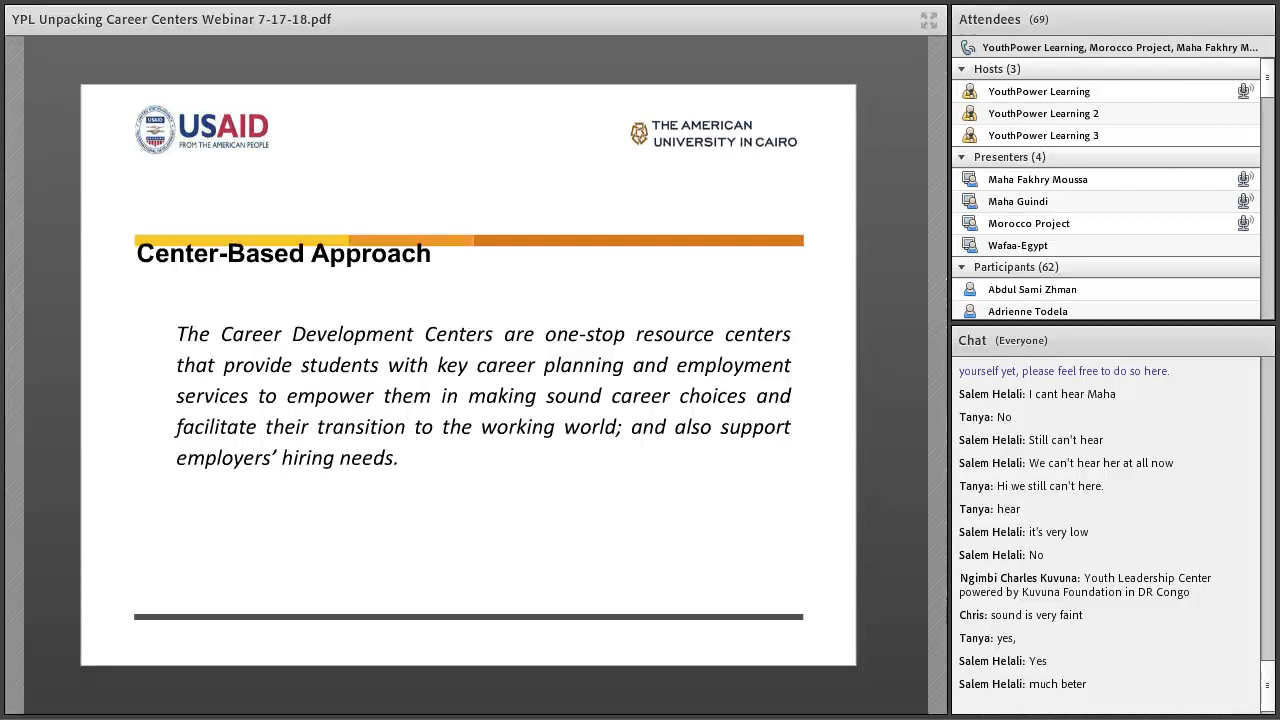 YPL Unpacking Career Centers Webinar 7-17-18.pdf
USAID
FROM THE AMERICAN PEOPLE
THE AMERICAN
UNIVERSITY IN CAIRO
Center-Based Approach
The Career Development Centers are one-stop resource centers
that provide students with key career planning and employment
services to empower them in making sound career choices and
facilitate their transition to the working world; and also support
employers’ hiring needs.
Attendees (69)
YouthPower Learning, Morocco Project, Maha Fakhry M...
Hosts (3)
YouthPower Learning
YouthPower Learning 2
YouthPower Learning 3
Presenters (4)
Maha Fakhry Moussa
Maha Guindi
Morocco Project
Wafaa-Egypt
Participants (62)
Abdul Sami Zhman
Adrienne Todela
Chat (Everyone)
yourself yet, please feel free to do so here.
Salem Helali: I cant hear Maha
Tanya: No
Salem Helali: Still can't hear
Salem Helali: We can't hear her at all now
Tanya: Hi we still can't here.
Tanya: hear
Salem Helali: it's very low
Salem Helali: No
Ngimbi Charles Kuvuna: Youth Leadership Center
powered by Kuvuna Foundation in DR Congo
Chris: sound is very faint
Tanya: yes,
Salem Helali: Yes
Salem Helali: much beter